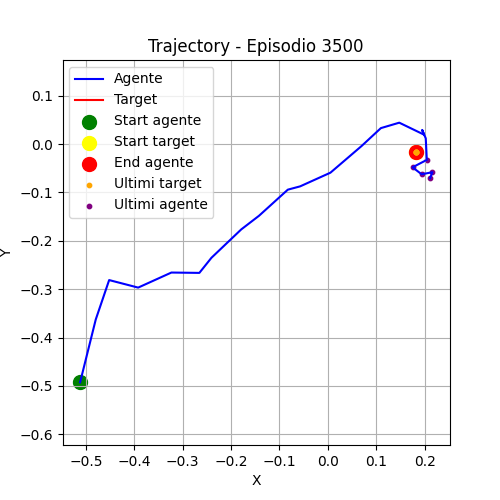 Trajectory - Episodio 3500
Agente
Target
Start agente
Start target
End agente
Ultimi target
Ultimi agente
0.1
0.0
−0.1
−0.2
−0.3
−0.4
−0.5
−0.6
Y
−0.5 −0.4 −0.3 −0.2 −0.1 0.0 0.1 0.2
X